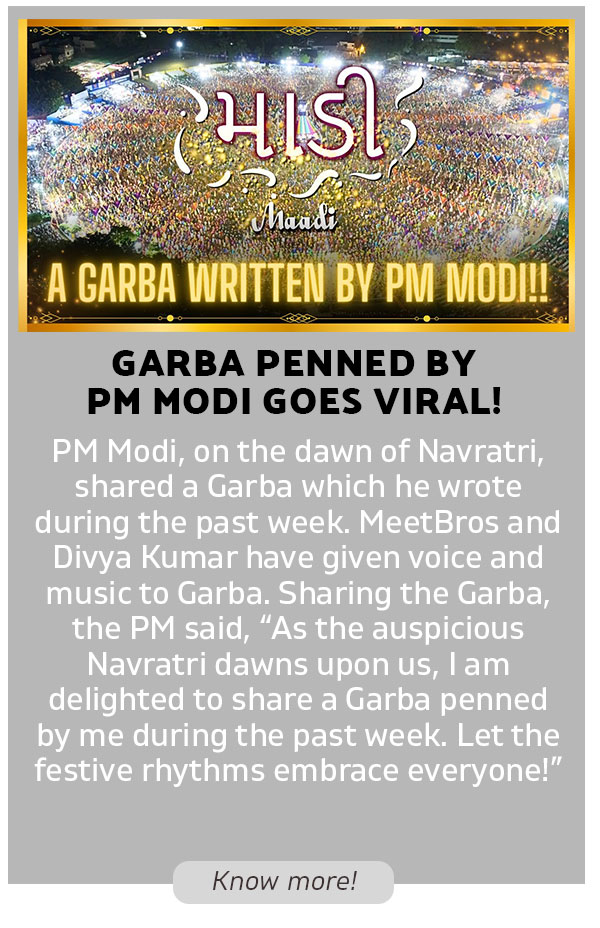 માડી
Maadi
A GARBA WRITTEN BY PM MODI!!
GARBA PENNED BY
PM MODI GOES VIRAL!
PM Modi, on the dawn of Navratri,
shared a Garba which he wrote
during the past week. MeetBros and
Divya Kumar have given voice and
music to Garba. Sharing the Garba,
the PM said, “As the auspicious
Navratri dawns upon us, I am
delighted to share a Garba penned
by me during the past week. Let the
festive rhythms embrace everyone!”
Know more!